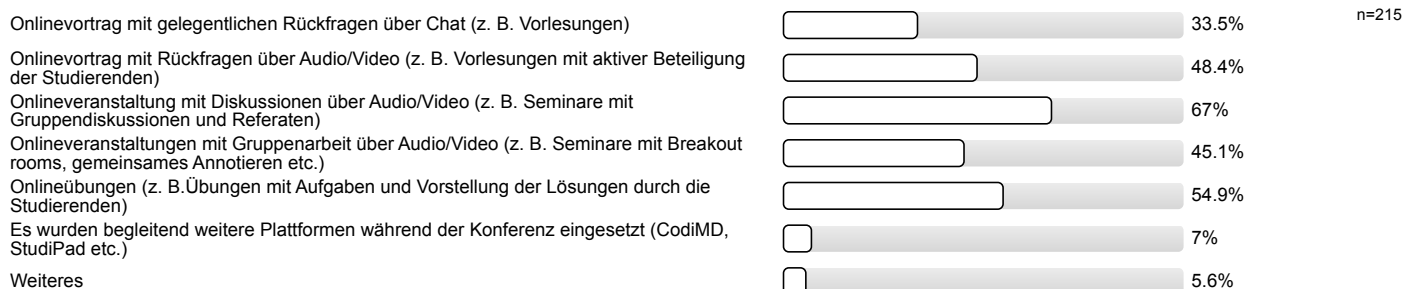 Onlinevortrag mit gelegentlichen Rückfragen über Chat (z. B. Vorlesungen) 33.5% n=215
Onlinevortrag mit Rückfragen über Audio/Video (z. B. Vorlesungen mit aktiver Beteiligung
der Studierenden) 48.4%
Onlineveranstaltung mit Diskussionen über Audio/Video (z. B. Seminare mit
Gruppendiskussionen und Referaten) 67%
Onlineveranstaltungen mit Gruppenarbeit über Audio/Video (z. B. Seminare mit Breakout
rooms, gemeinsames Annotieren etc.) 45.1%
Onlineübungen (z. B.Übungen mit Aufgaben und Vorstellung der Lösungen durch die
Studierenden) 54.9%
Es wurden begleitend weitere Plattformen während der Konferenz eingesetzt (CodiMD,
StudiPad etc.) 7%
Weiteres 5.6%